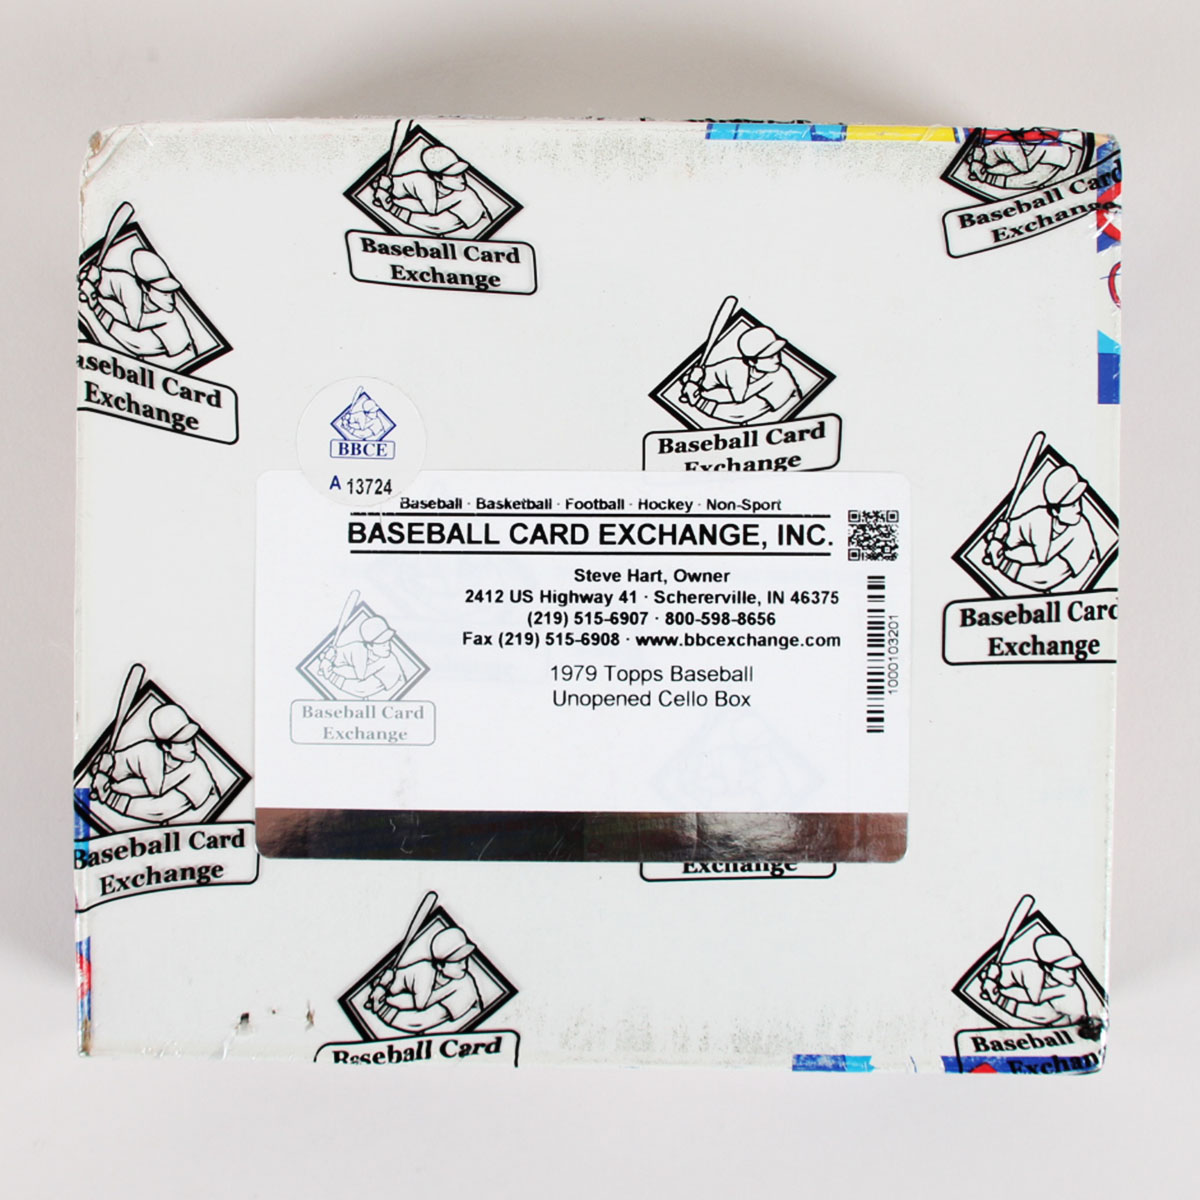 Baseball Card
Exchange
Baseball Card
Exchange
aseball Card
Exchange
Baseball Card
Exchange
BBCE
A 13724
Baseball · Basketball · Football · Hockey · Non-Sport
BASEBALL CARD EXCHANGE, INC.
Steve Hart, Owner
2412 US Highway 41 · Schererville, IN 46375
(219) 515-6907 · 800-598-8656
Fax (219) 515-6908 · www.bbcexchange.com
1979 Topps Baseball
Unopened Cello Box
1000103201
Baseball Card
Exchange
Baseball Card
Exchange
Baseball Card
Exchange
Exchange
Baseball Card
Baseball
Exchan